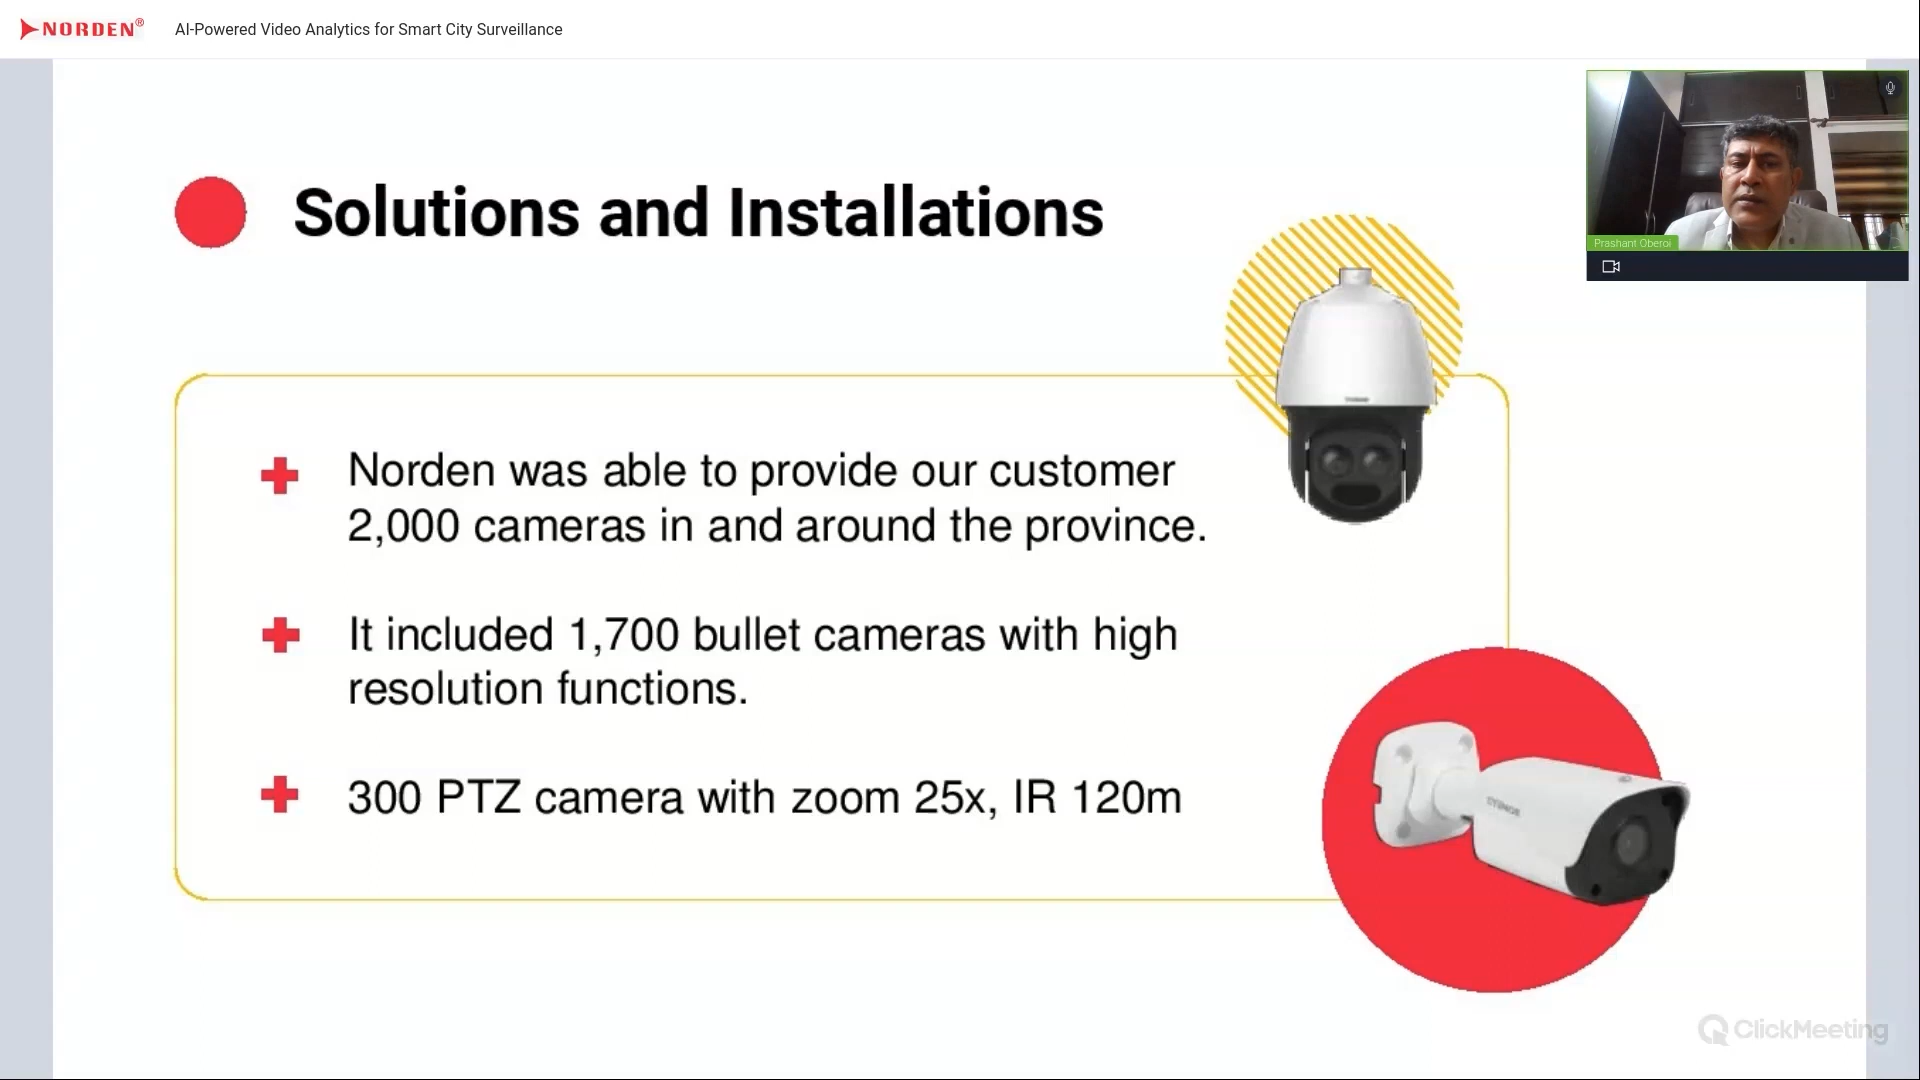 NORDEN®
AI-Powered Video Analytics for Smart City Surveillance
Prashant Oberoi
Solutions and Installations
Norden was able to provide our customer
2,000 cameras in and around the province.
It included 1,700 bullet cameras with high
resolution functions.
300 PTZ camera with zoom 25x, IR 120m
ClickMeeting